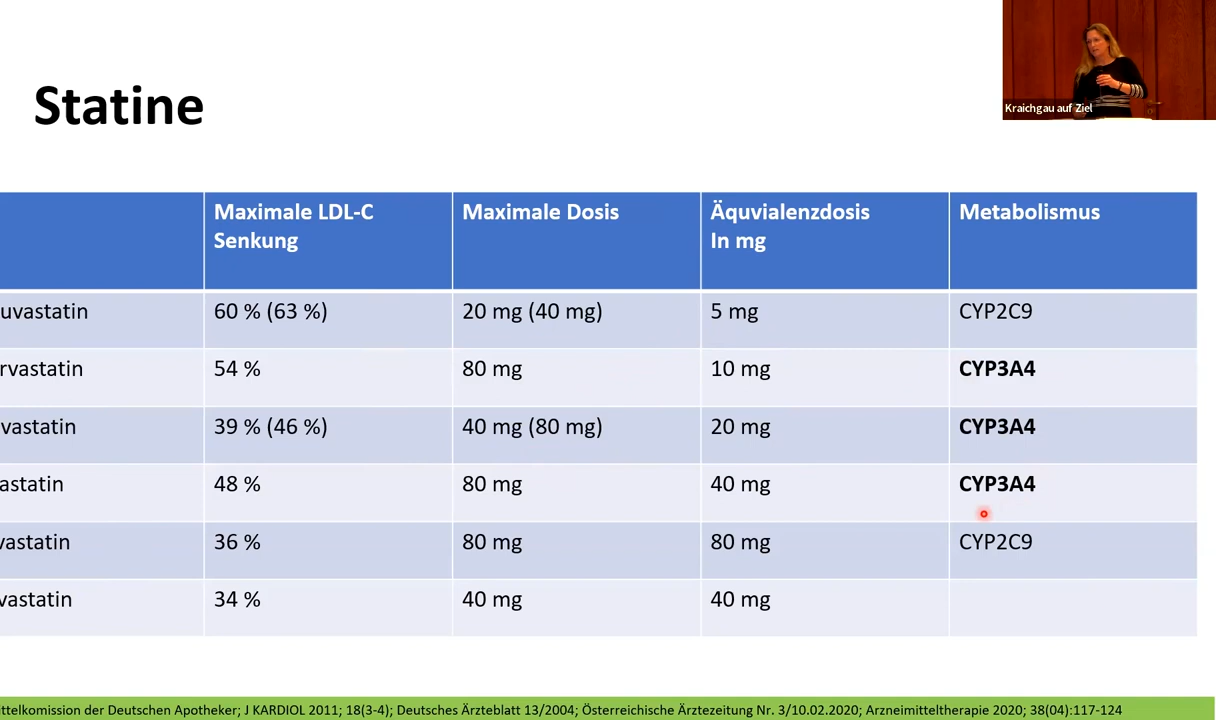 Kraichgau auf Ziel
Statine
Maximale LDL-C Senkung Maximale Dosis Äquvialenzdosis In mg Metabolismus
uvastatin 60 % (63 %) 20 mg (40 mg) 5 mg CYP2C9
rvastatin 54 % 80 mg 10 mg CYP3A4
vastatin 39 % (46 %) 40 mg (80 mg) 20 mg CYP3A4
astatin 48 % 80 mg 40 mg CYP3A4
vastatin 36 % 80 mg 80 mg CYP2C9
vastatin 34 % 40 mg 40 mg
ittelkomission der Deutschen Apotheker; J KARDIOL 2011; 18(3-4); Deutsches Ärzteblatt 13/2004; Österreichische Ärztezeitung Nr. 3/10.02.2020; Arzneimitteltherapie 2020; 38(04):117-124